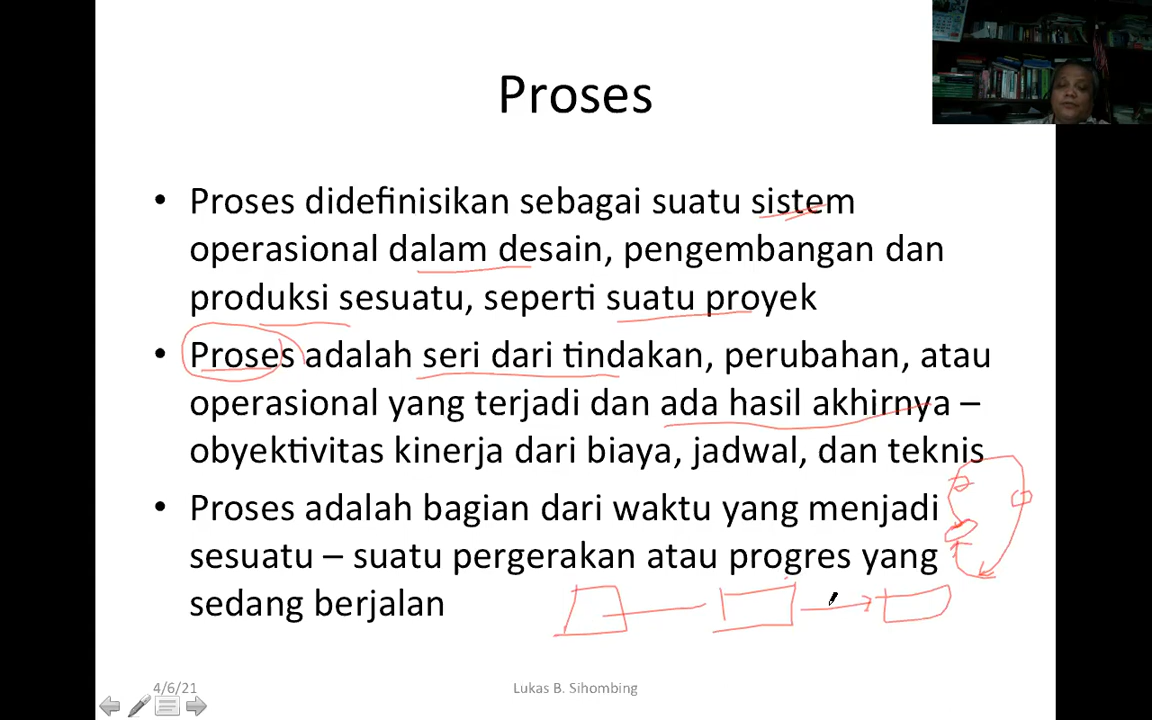 Proses
• Proses didefinisikan sebagai suatu sistem
operasional dalam desain, pengembangan dan
produksi sesuatu, seperti suatu proyek
• Proses adalah seri dari tindakan, perubahan, atau
operasional yang terjadi dan ada hasil akhirnya –
obyektivitas kinerja dari biaya, jadwal, dan teknis
• Proses adalah bagian dari waktu yang menjadi
sesuatu – suatu pergerakan atau progres yang
sedang berjalan
4/6/21
Lukas B. Sihombing